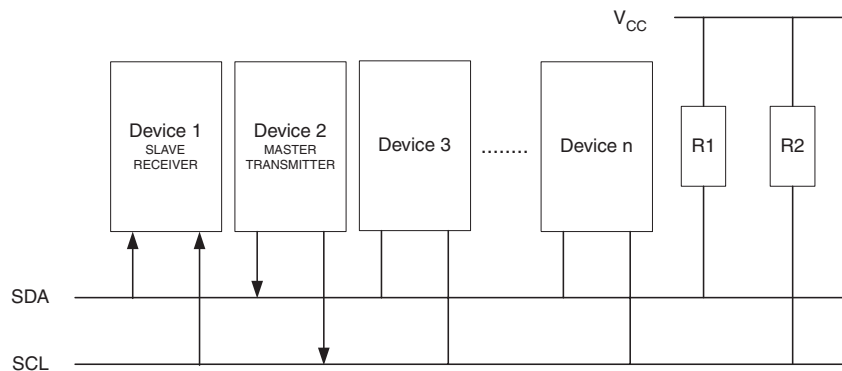 V_CC
Device 1
SLAVE
RECEIVER
Device 2
MASTER
TRANSMITTER
Device 3
........
Device n
R1
R2
SDA
SCL